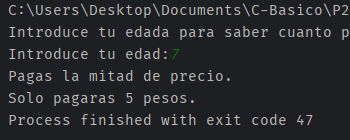 C:\Users\Desktop\Documents\C-Basico\P2
Introduce tu edada para saber cuanto p
Introduce tu edad:7
Pagas la mitad de precio.
Solo pagaras 5 pesos.
Process finished with exit code 47